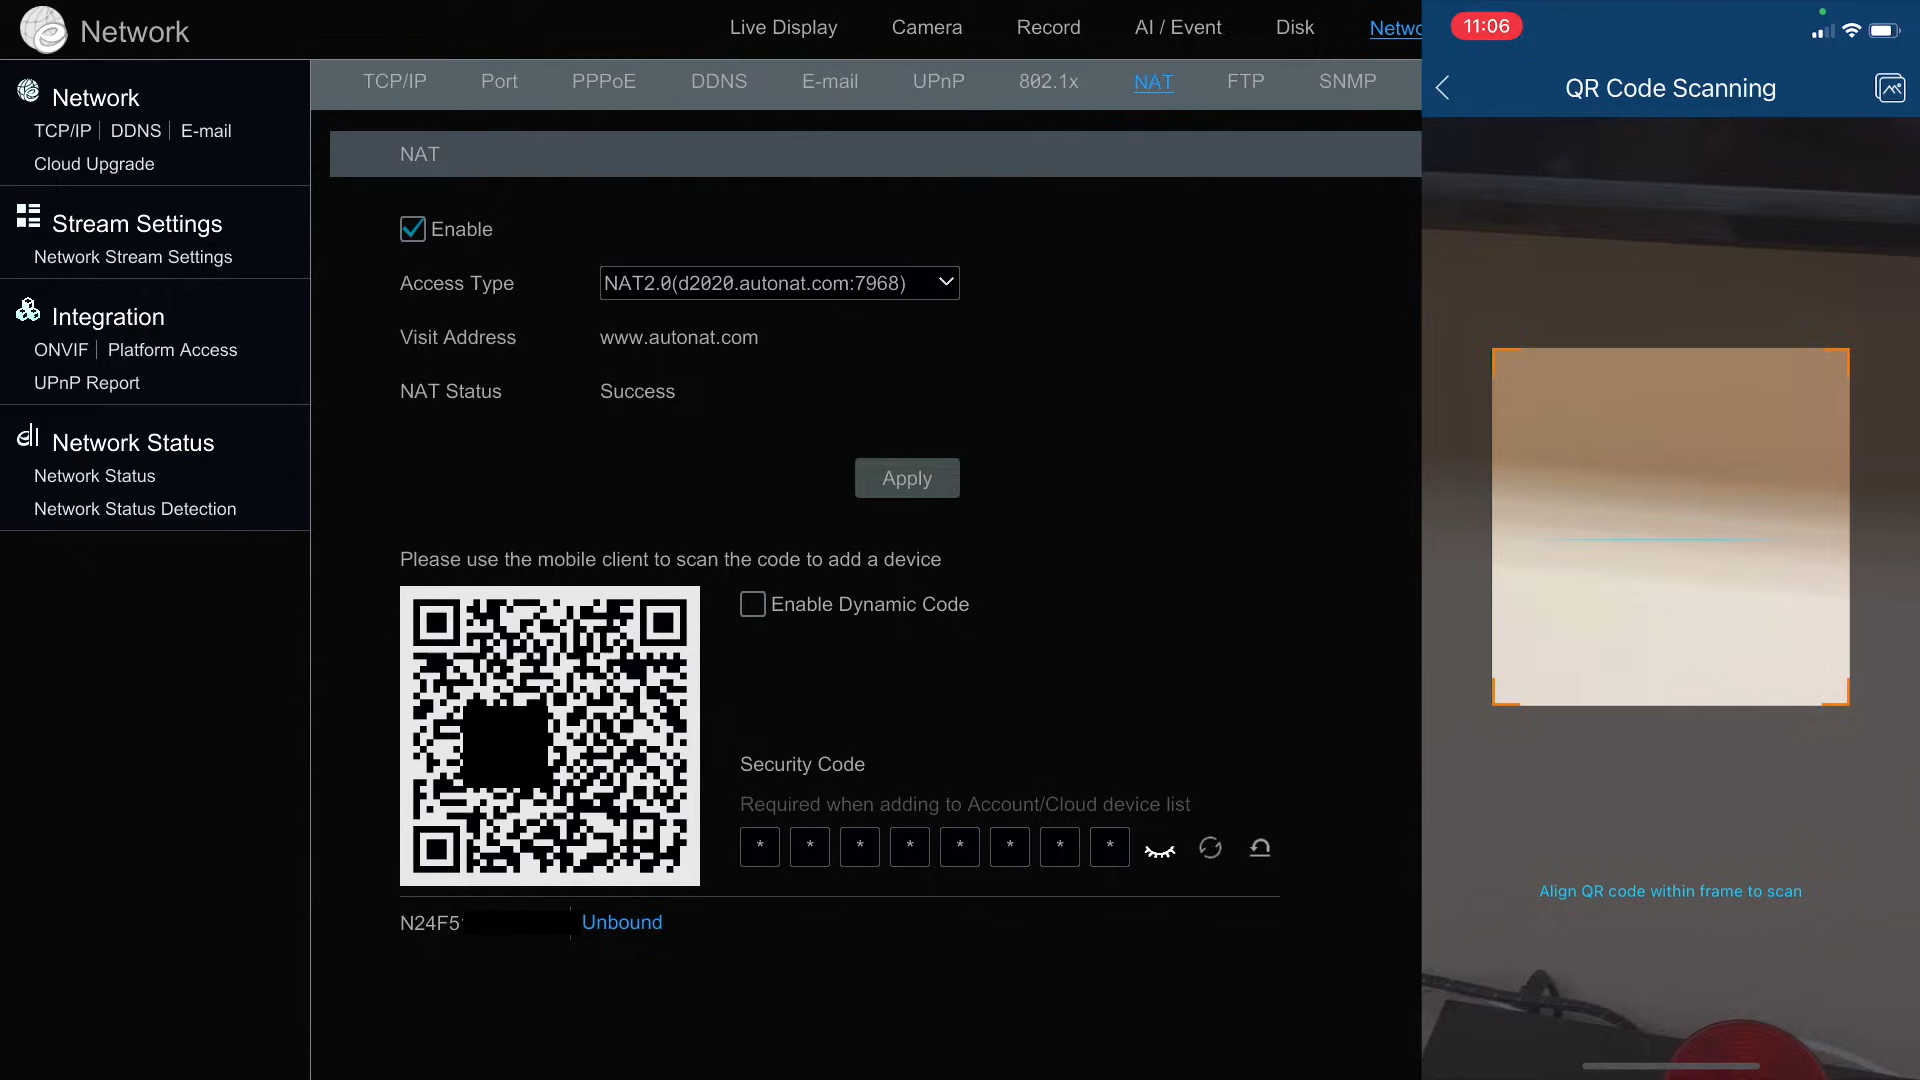 Network
Live Display
Camera
Record
AI / Event
Disk
TCP/IP
Port
PPPoE
DDNS
E-mail
UPnP
802.1x
NAT
FTP
SNMP
Network
TCP/IP | DDNS | E-mail
Cloud Upgrade
Stream Settings
Network Stream Settings
Integration
ONVIF | Platform Access
UPnP Report
Network Status
Network Status
Network Status Detection
NAT
Enable
Access Type NAT2.0(d2020.autonat.com:7968)
Visit Address www.autonat.com
NAT Status Success
Apply
Please use the mobile client to scan the code to add a device
Enable Dynamic Code
Security Code
Required when adding to Account/Cloud device list
* * * * * * * *
N24F5
Unbound
11:06
QR Code Scanning
Align QR code within frame to scan